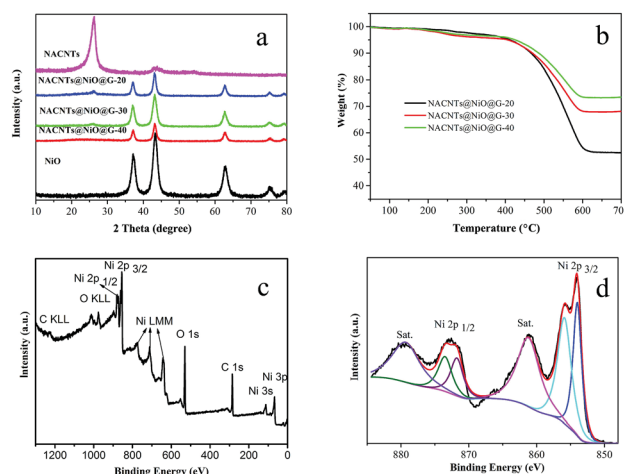 a
NACNTs
NACNTs@NiO@G-20
NACNTs@NiO@G-30
NACNTs@NiO@G-40
NiO
Intensity (a.u.)
10 20 30 40 50 60 70 80
2 Theta (degree)
b
100
90
80
70
60
50
40
Weight (%)
NACNTs@NiO@G-20
NACNTs@NiO@G-30
NACNTs@NiO@G-40
100 200 300 400 500 600 700
Temperature (°C)
c
Ni 2p 3/2
Ni 2p 1/2
O KLL
C KLL
Ni LMM
O 1s
C 1s
Ni 3p
Ni 3s
Intensity (a.u.)
1200 1000 800 600 400 200 0
Binding Energy (eV)
d
Ni 2p 3/2
Sat.
Ni 2p 1/2
Sat.
Intensity (a.u.)
880 870 860 850
Binding Energy (eV)